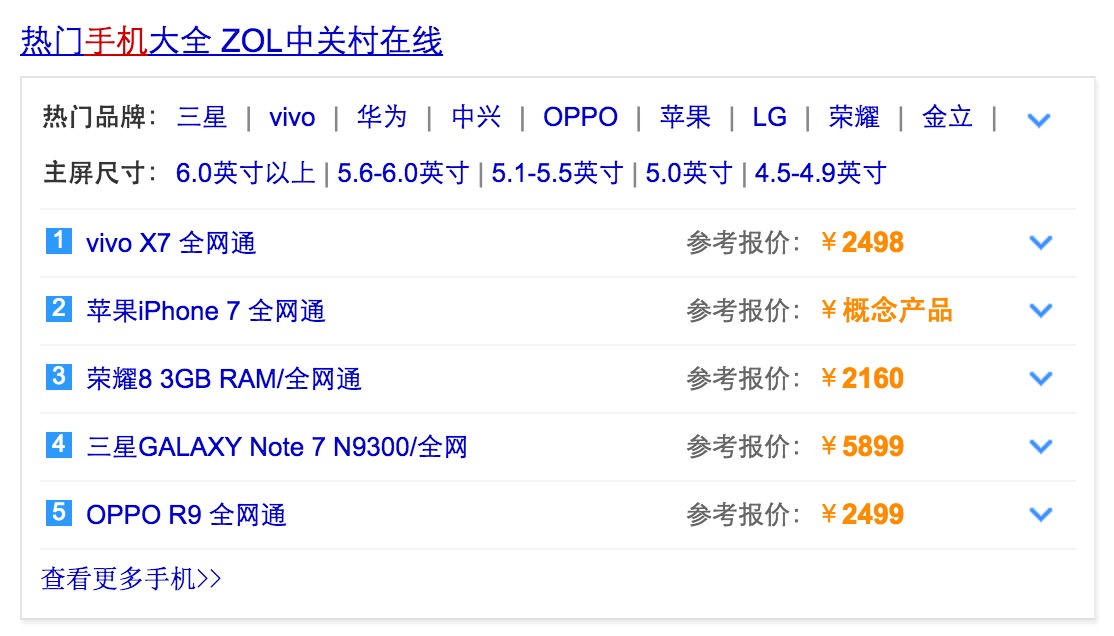 热门手机大全 ZOL中关村在线
热门品牌： 三星 | vivo | 华为 | 中兴 | OPPO | 苹果 | LG | 荣耀 | 金立 |
主屏尺寸： 6.0英寸以上 | 5.6-6.0英寸 | 5.1-5.5英寸 | 5.0英寸 | 4.5-4.9英寸
1 vivo X7 全网通 参考报价： ¥2498
2 苹果iPhone 7 全网通 参考报价： ¥概念产品
3 荣耀8 3GB RAM/全网通 参考报价： ¥2160
4 三星GALAXY Note 7 N9300/全网 参考报价： ¥5899
5 OPPO R9 全网通 参考报价： ¥2499
查看更多手机>>